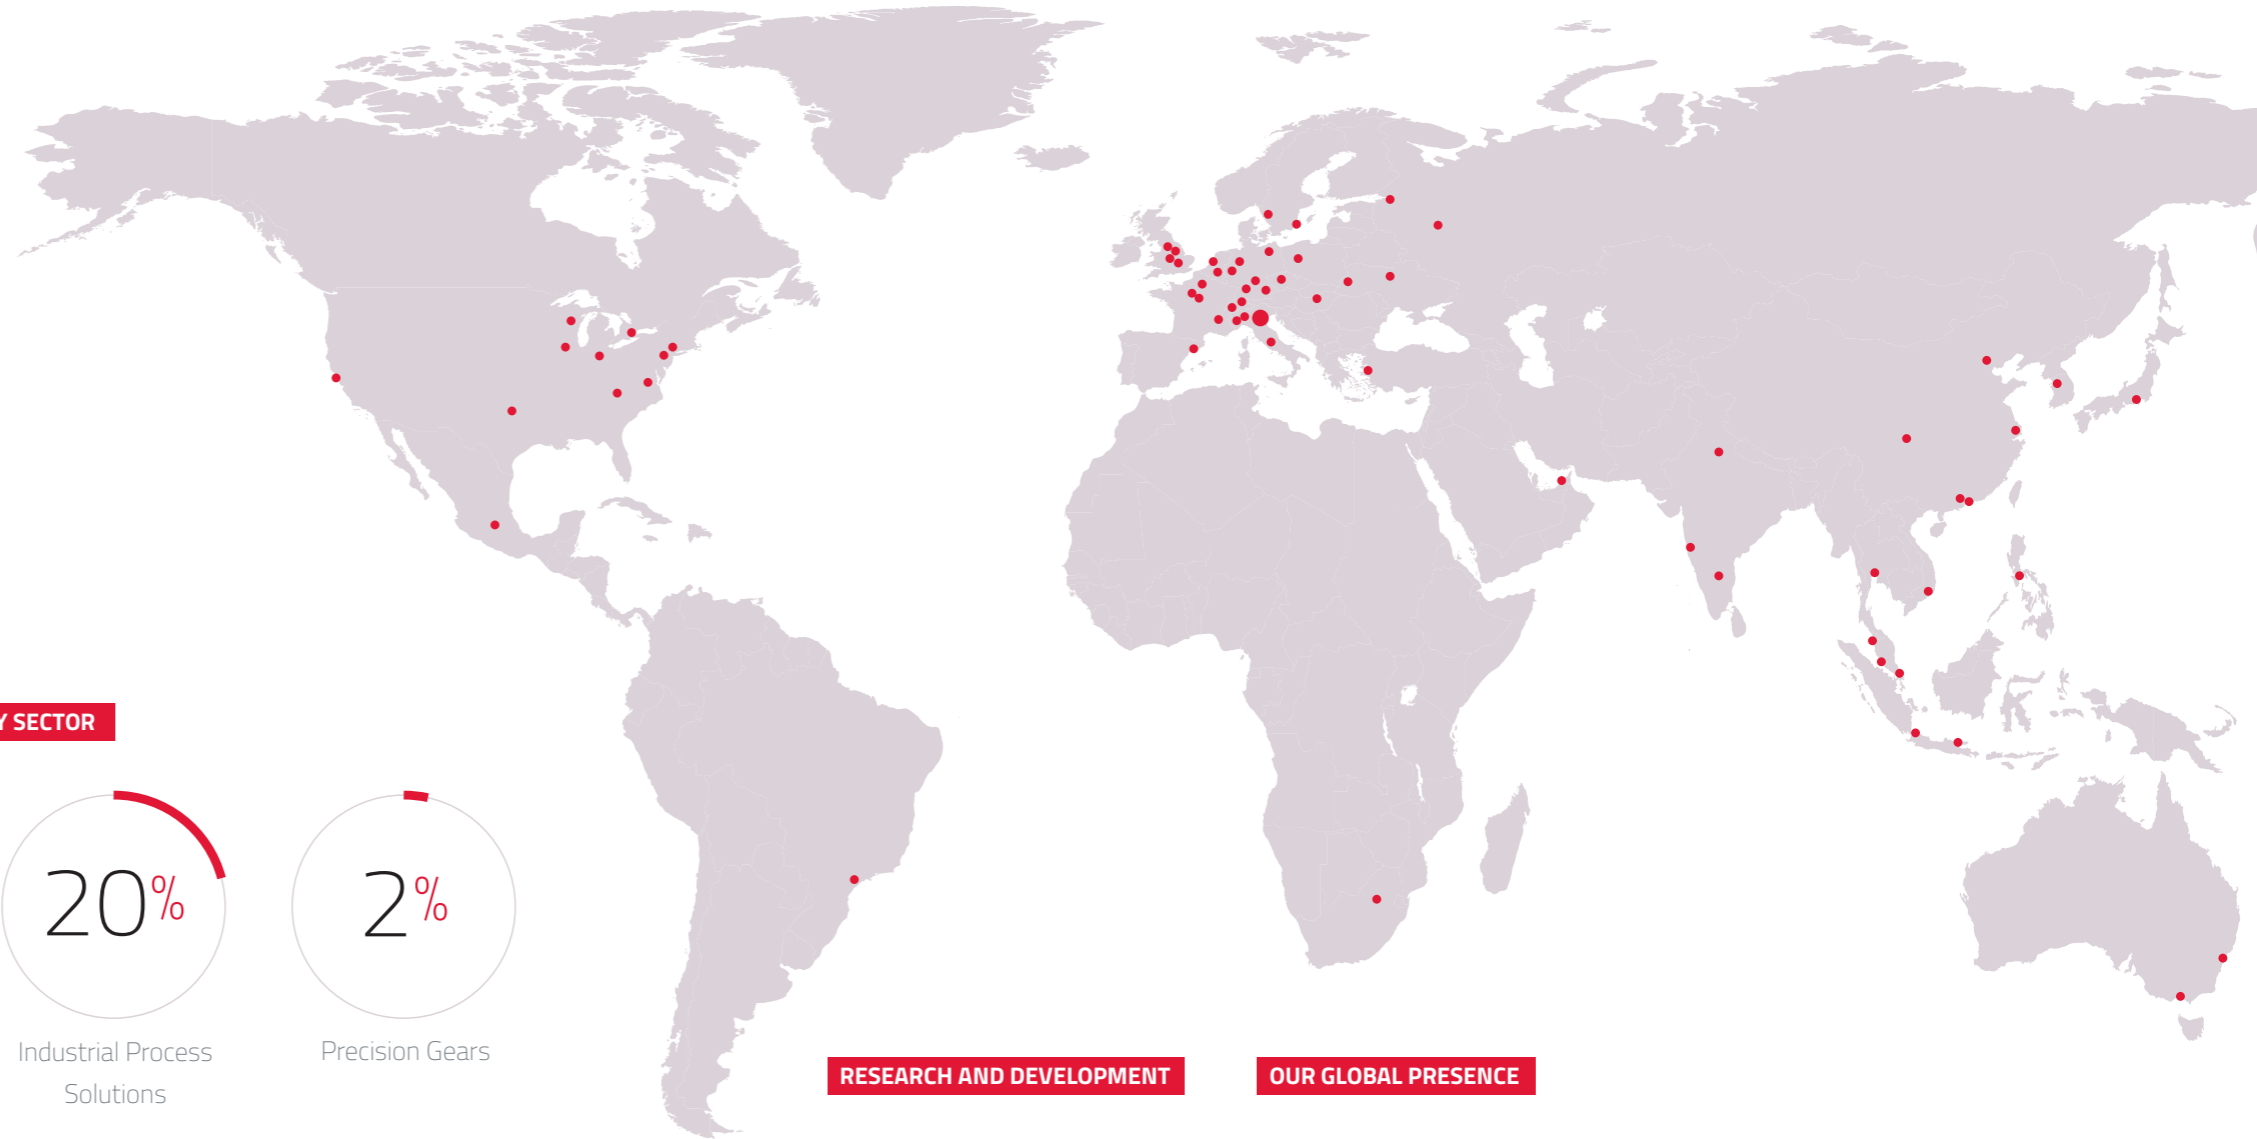 Y SECTOR
20%
2%
Industrial Process
Solutions
Precision Gears
RESEARCH AND DEVELOPMENT
OUR GLOBAL PRESENCE